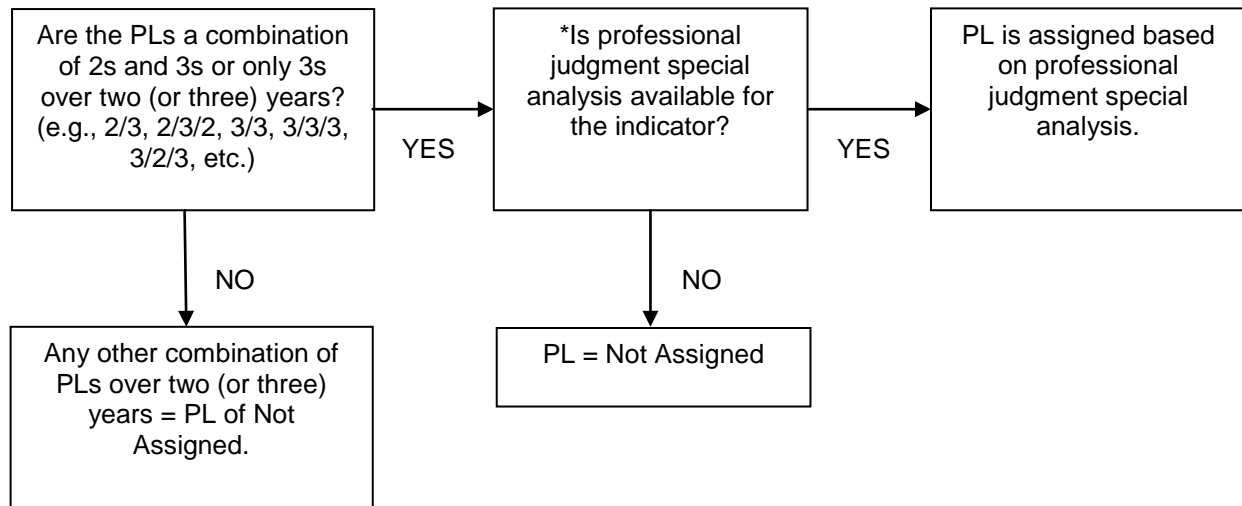 Are the PLs a combination
of 2s and 3s or only 3s
over two (or three) years?
(e.g., 2/3, 2/3/2, 3/3, 3/3/3,
3/2/3, etc.)
YES
*Is professional
judgment special
analysis available for
the indicator?
YES
PL is assigned based
on professional
judgment special
analysis.
NO
Any other combination of
PLs over two (or three)
years = PL of Not
Assigned.
NO
PL = Not Assigned